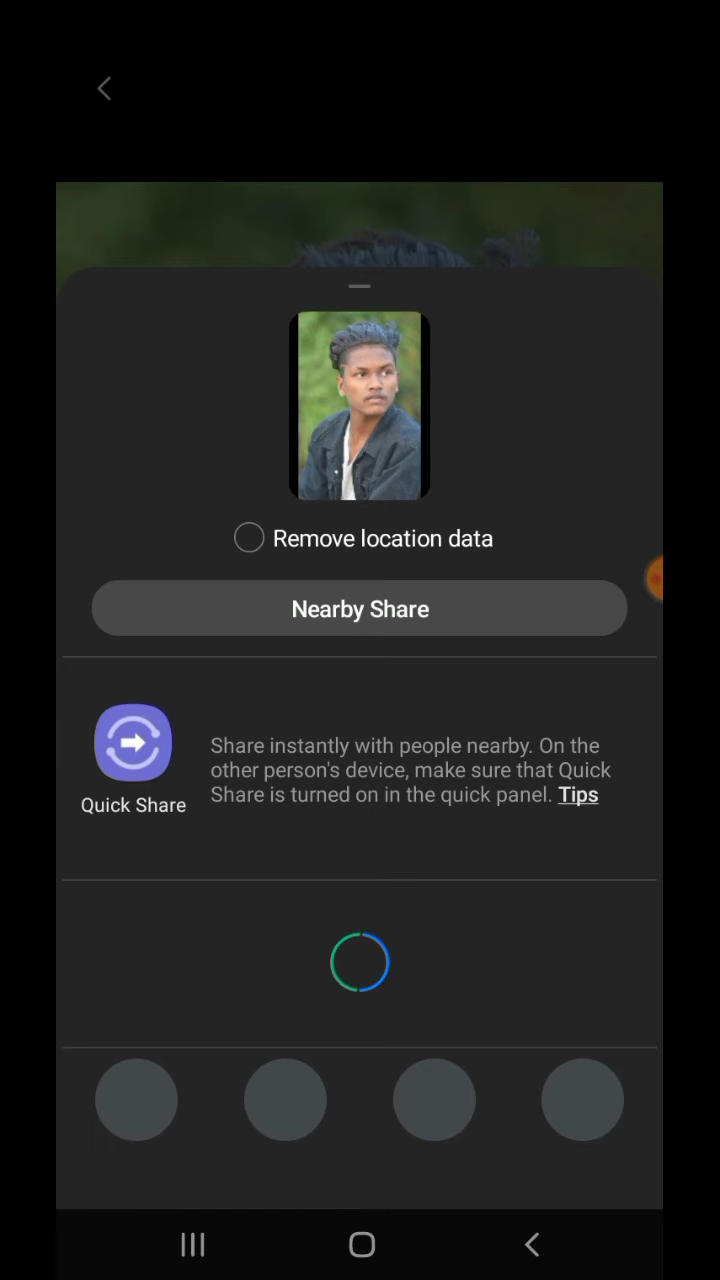 Remove location data
Nearby Share
Share instantly with people nearby. On the
other person's device, make sure that Quick
Share is turned on in the quick panel. Tips
Quick Share